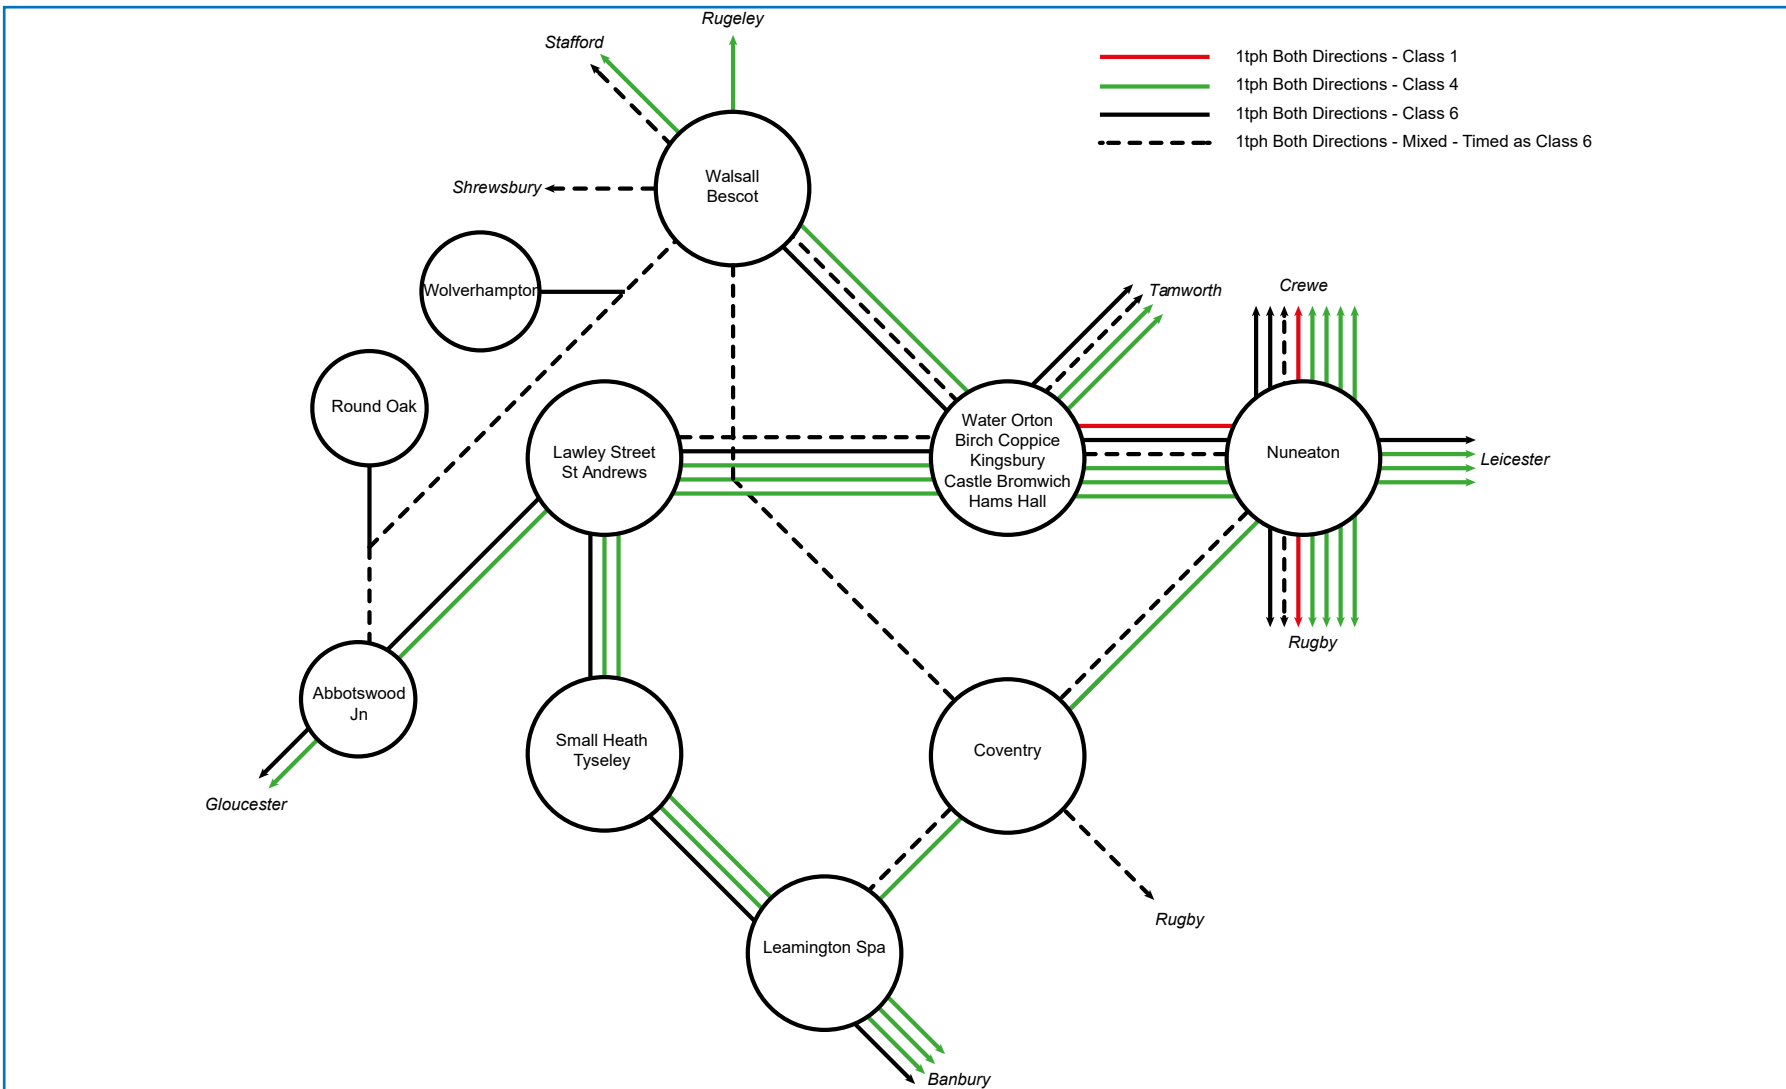 Rugeley
Stafford
1tph Both Directions - Class 1
1tph Both Directions - Class 4
1tph Both Directions - Class 6
1tph Both Directions - Mixed - Timed as Class 6
Walsall
Bescot
Shrewsbury
Wolverhampton
Tamworth
Crewe
Round Oak
Lawley Street
St Andrews
Water Orton
Birch Coppice
Kingsbury
Castle Bromwich
Hams Hall
Nuneaton
Leicester
Rugby
Abbotswood
Jn
Small Heath
Tyseley
Coventry
Gloucester
Rugby
Leamington Spa
Banbury